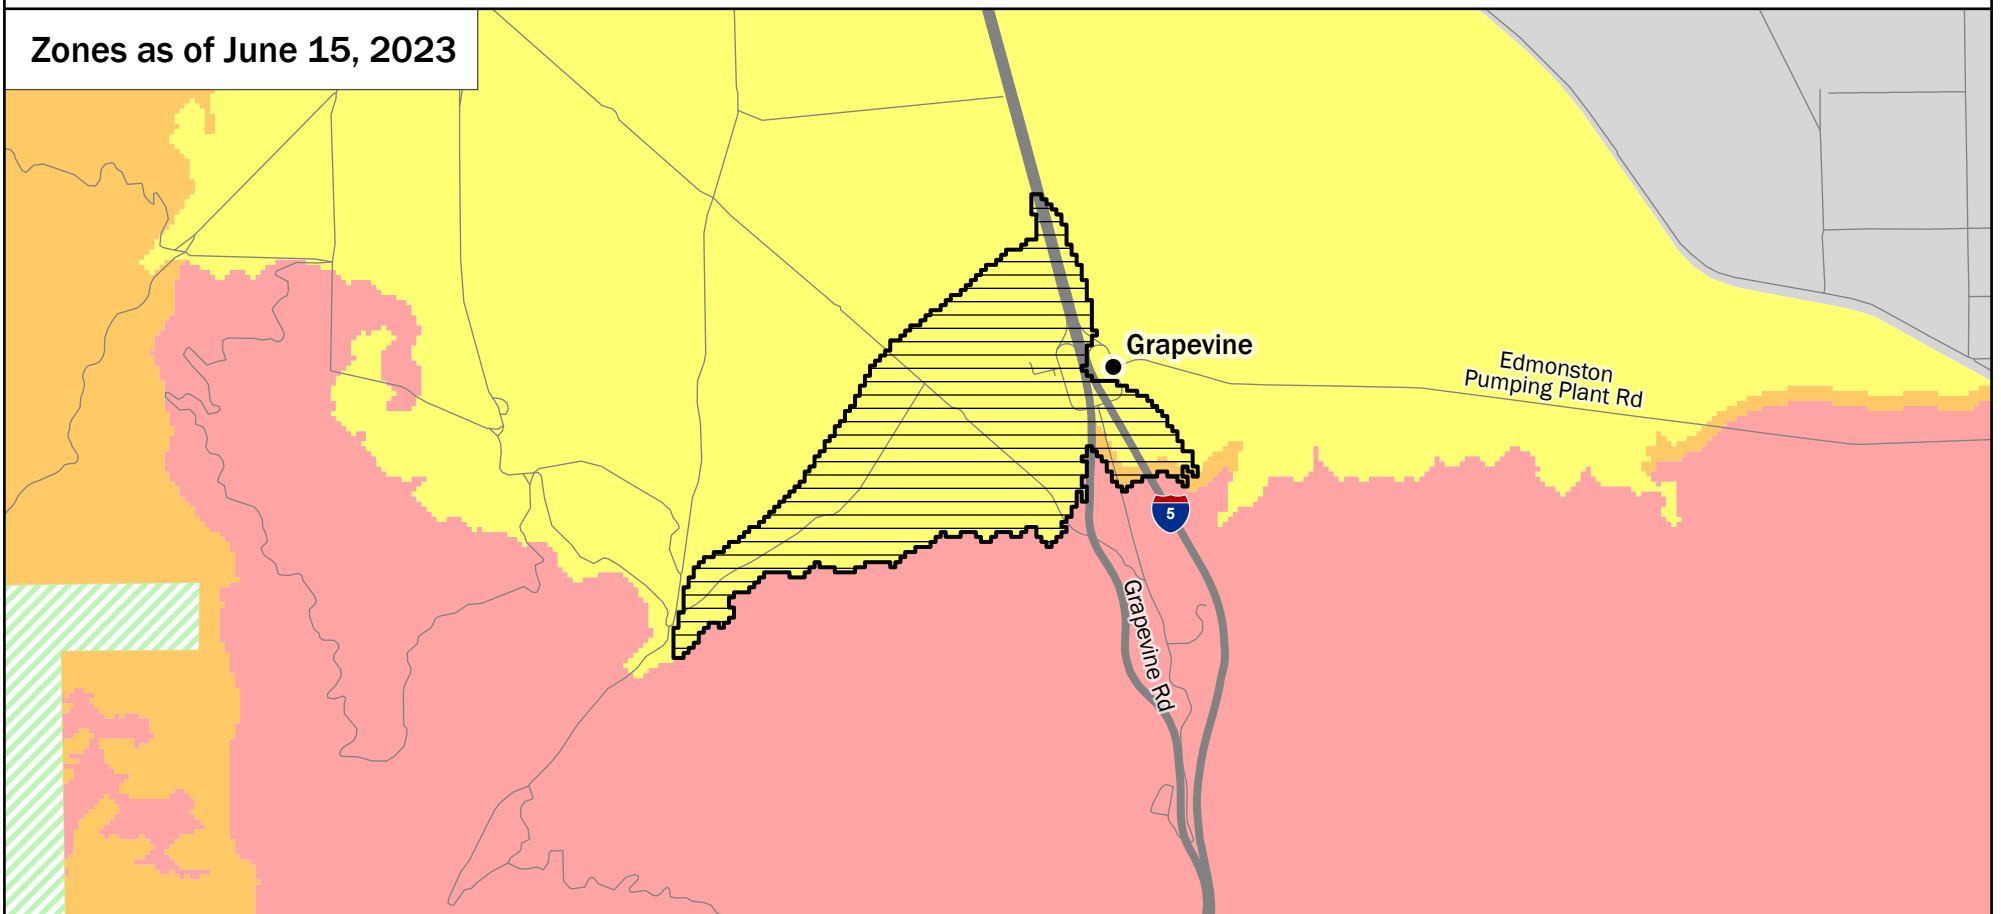 Zones as of June 15, 2023
Grapevine
Edmonston
Pumping Plant Rd
5
Grapevine Rd